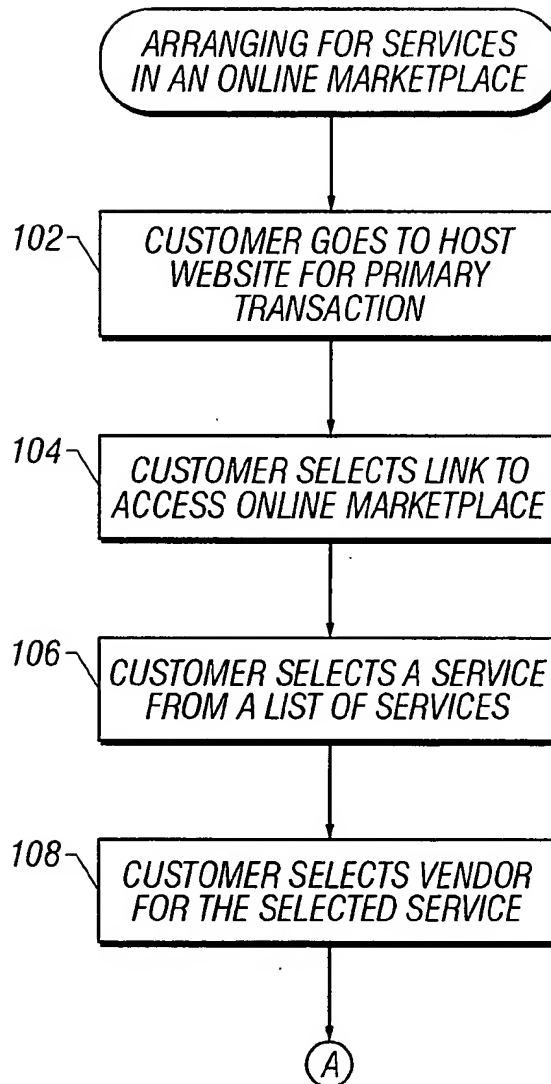 ARRANGING FOR SERVICES
IN AN ONLINE MARKETPLACE
102
CUSTOMER GOES TO HOST
WEBSITE FOR PRIMARY
TRANSACTION
104
CUSTOMER SELECTS LINK TO
ACCESS ONLINE MARKETPLACE
106
CUSTOMER SELECTS A SERVICE
FROM A LIST OF SERVICES
108
CUSTOMER SELECTS VENDOR
FOR THE SELECTED SERVICE
A